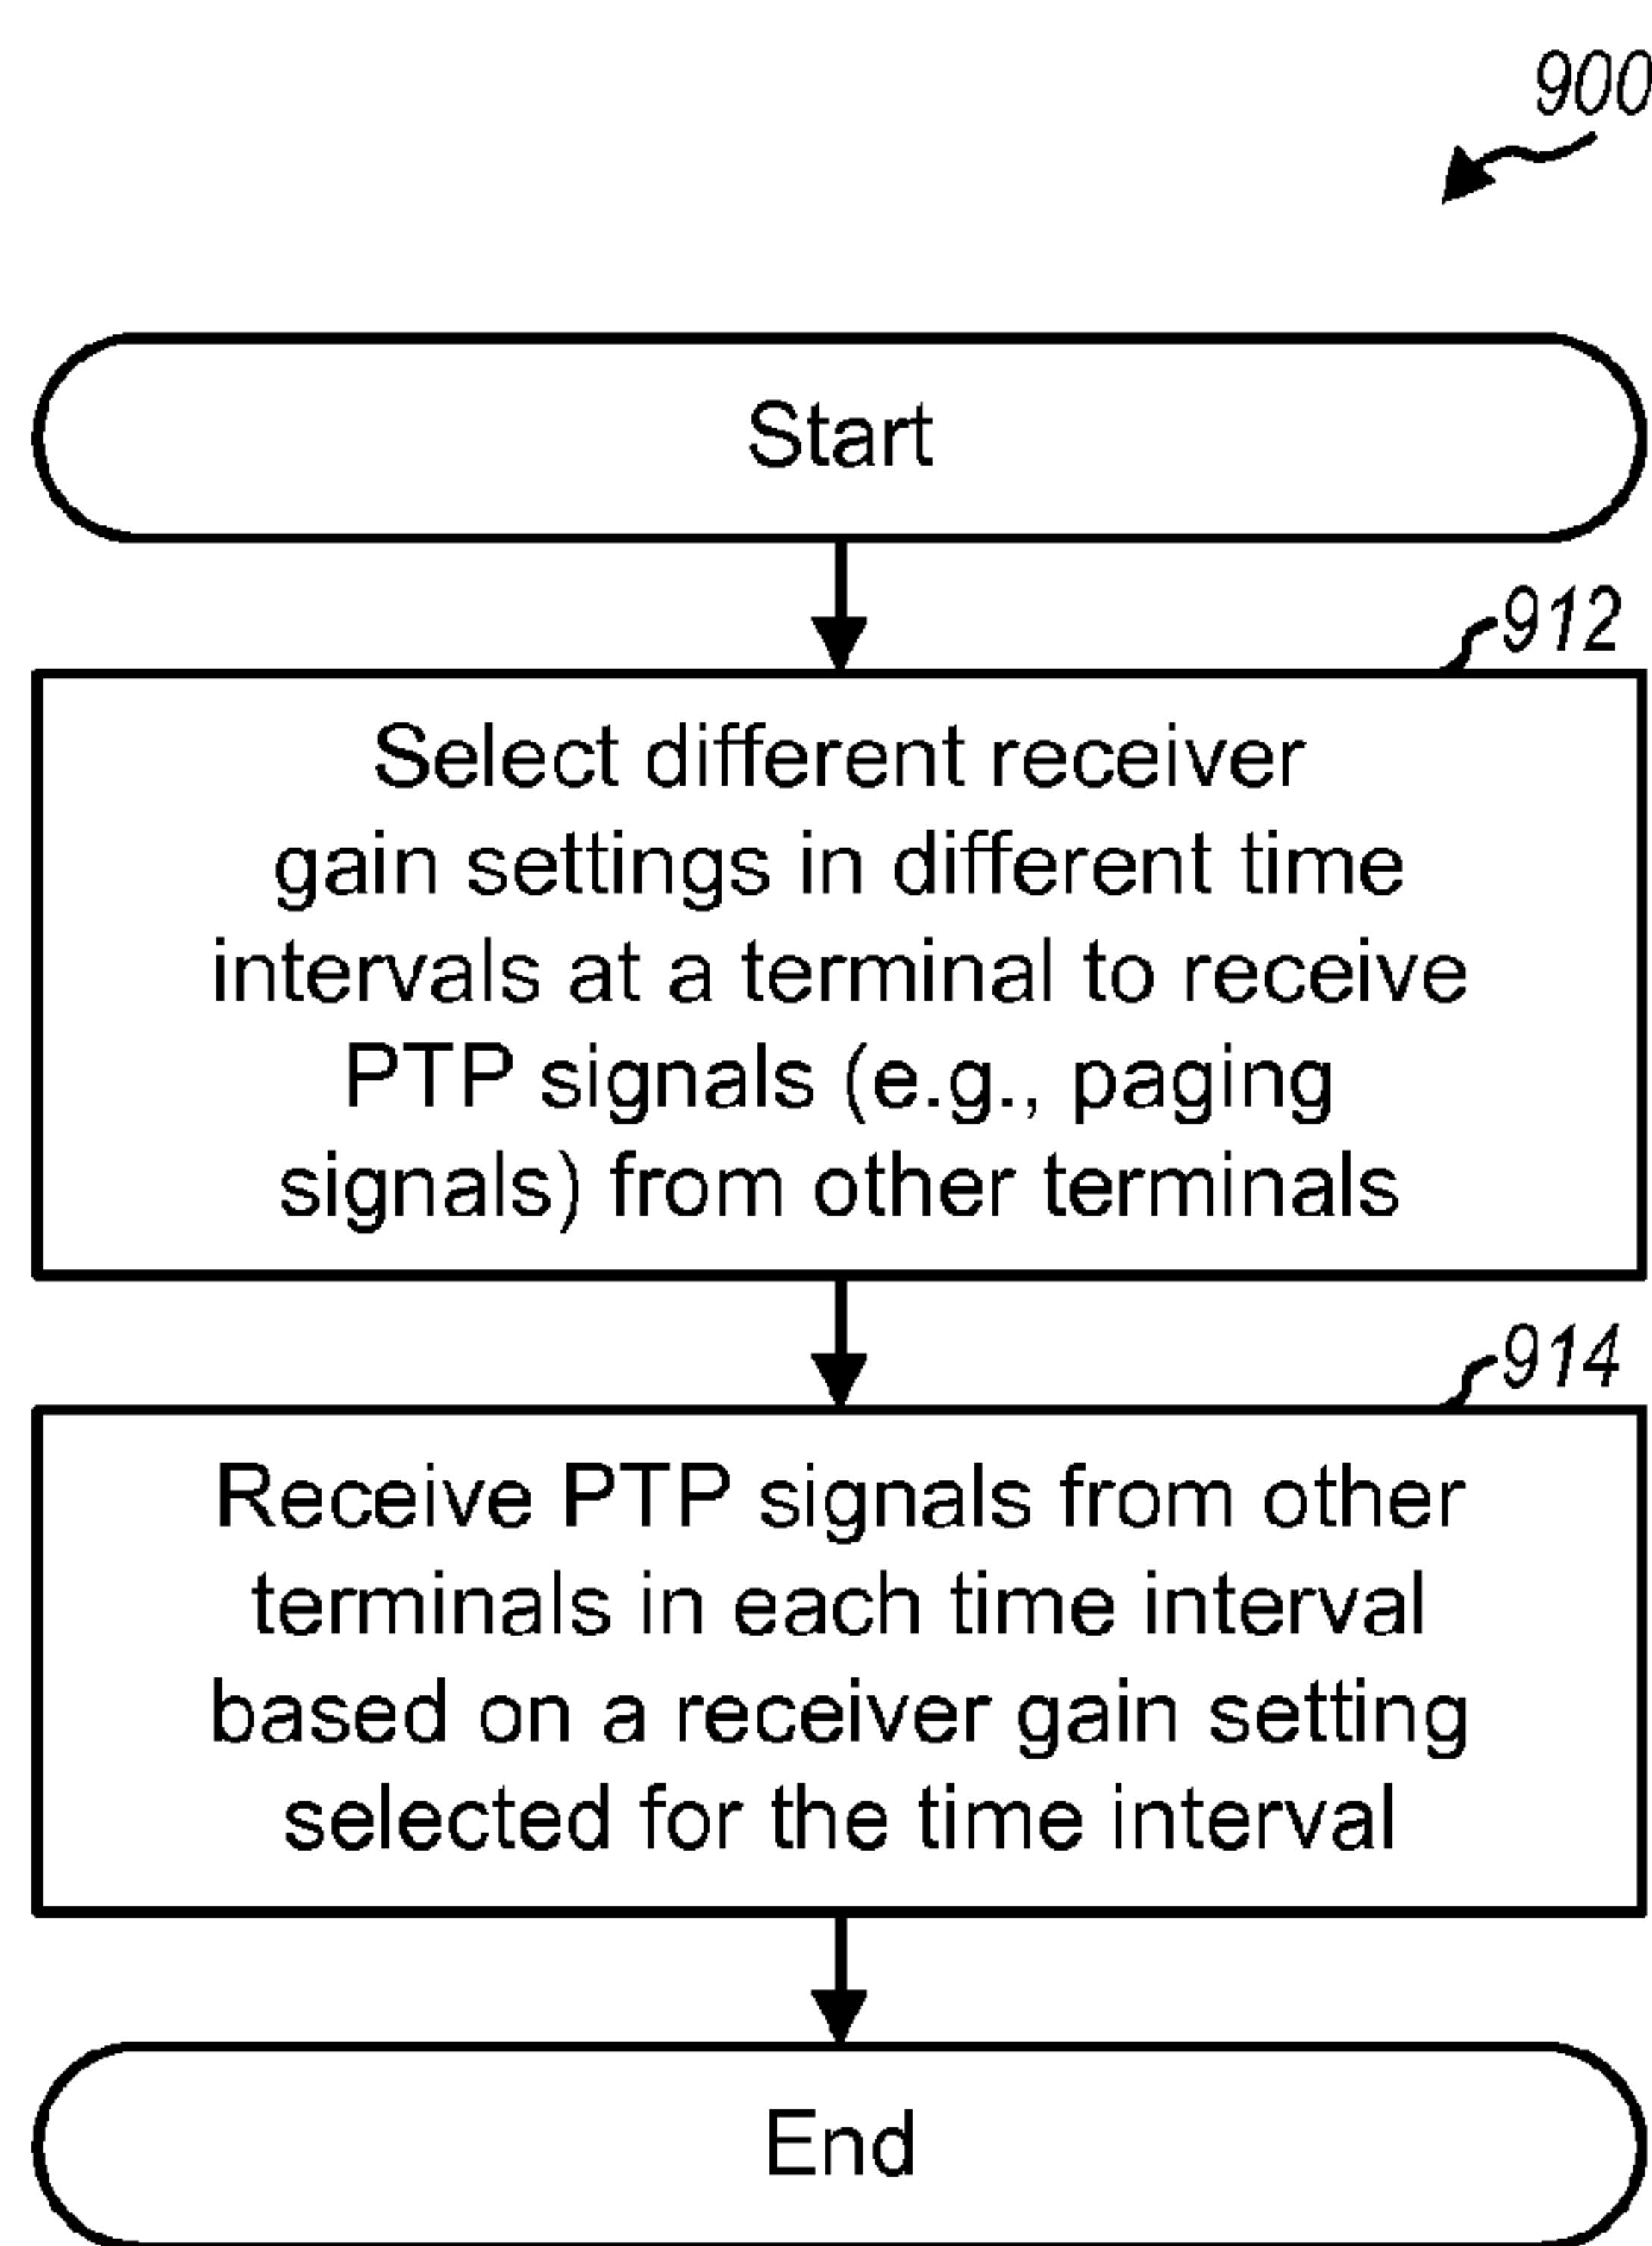 900
Start
912
Select different receiver
gain settings in different time
intervals at a terminal to receive
PTP signals (e.g., paging
signals) from other terminals
914
Receive PTP signals from other
terminals in each time interval
based on a receiver gain setting
selected for the time interval
End